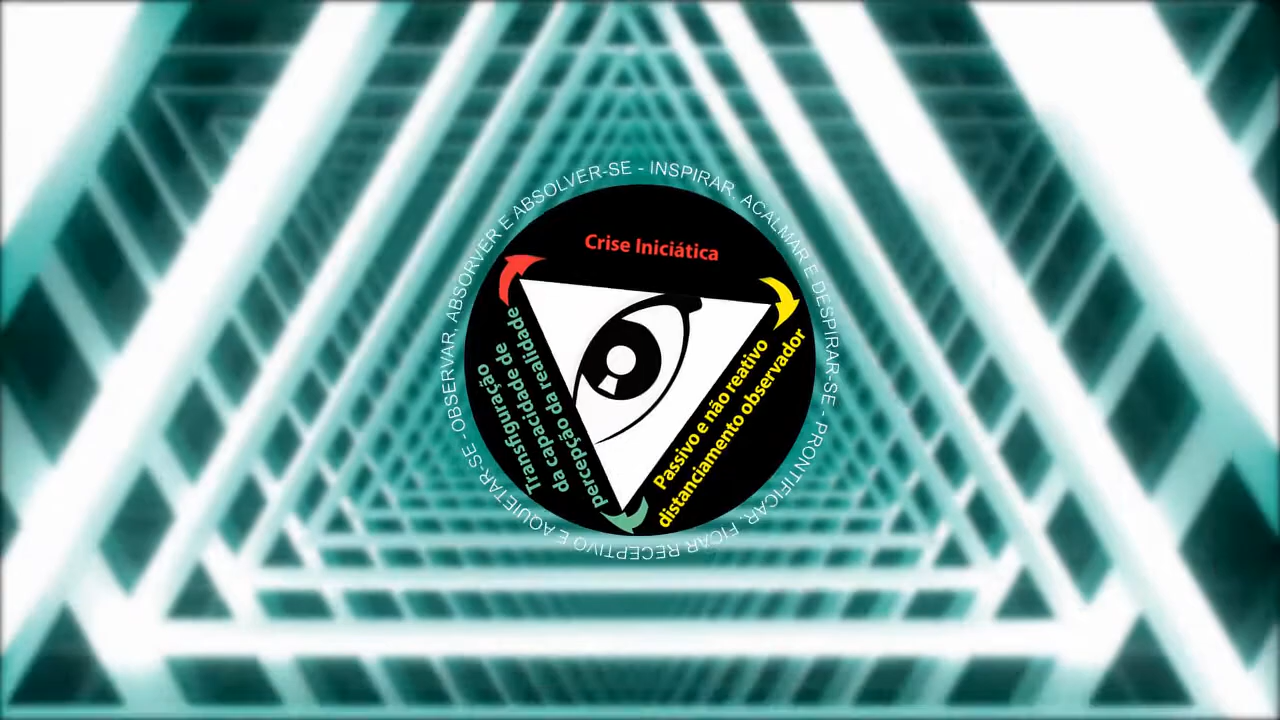 OBSERVAR, ABSORVER E ABSOLVER-SE - INSPIRAR, ACALMAR E DESPIRAR-SE - PRONTIFICAR, FICAR RECEPTIVO E AQUIETAR-SE -
Crise Iniciática
Passivo e não reativo
distanciamento observador
Transfiguração
da capacidade de
percepção da realidade